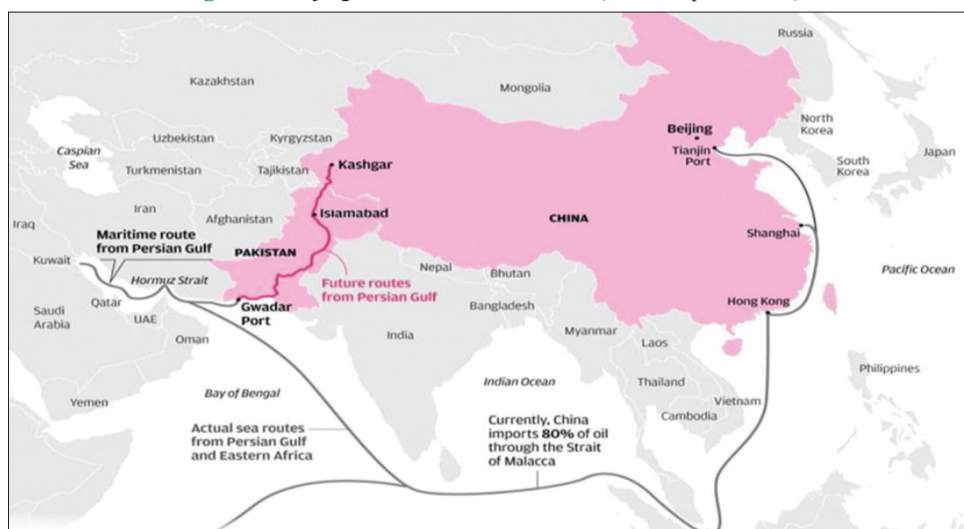 Russia
Kazakhstan
Mongolia
North
Korea
Beijing
Uzbekistan
Kyrgyzstan
Caspian
Sea
Tianjin
Port
Japan
Kashgar
South
Korea
Turkmenistan
Tajikistan
Iran
Afghanistan
Islamabad
CHINA
Iraq
Maritime route
from Persian Gulf
PAKISTAN
Shanghai
Kuwait
Nepal
Bhutan
Pacific Ocean
Hormuz Strait
Future routes
from Persian Gulf
Qatar
Gwadar
Port
Bangladesh
Hong Kong
Saudi
Arabia
UAE
India
Myanmar
Oman
Laos
Philippines
Bay of Bengal
Indian Ocean
Thailand
Yemen
Vietnam
Cambodia
Actual sea routes
from Persian Gulf
and Eastern Africa
Currently, China
imports 80% of oil
through the Strait
of Malacca